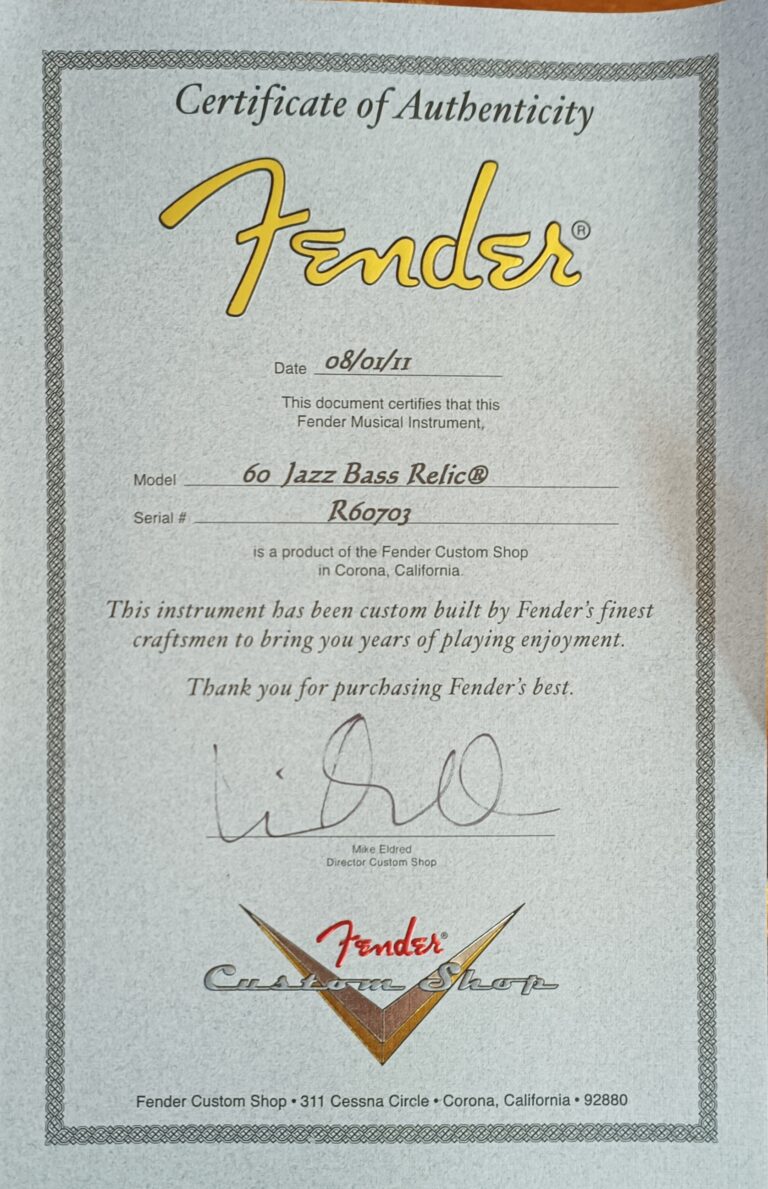 Certificate of Authenticity
Fender®
Date 08/01/11
This document certifies that this
Fender Musical Instrument,
Model 60 Jazz Bass Relic®
Serial # R60703
is a product of the Fender Custom Shop
in Corona, California.
This instrument has been custom built by Fender's finest
craftsmen to bring you years of playing enjoyment.
Thank you for purchasing Fender's best.
Mike Eldred
Director Custom Shop
Fender®
Custom Shop
Fender Custom Shop • 311 Cessna Circle • Corona, California • 92880